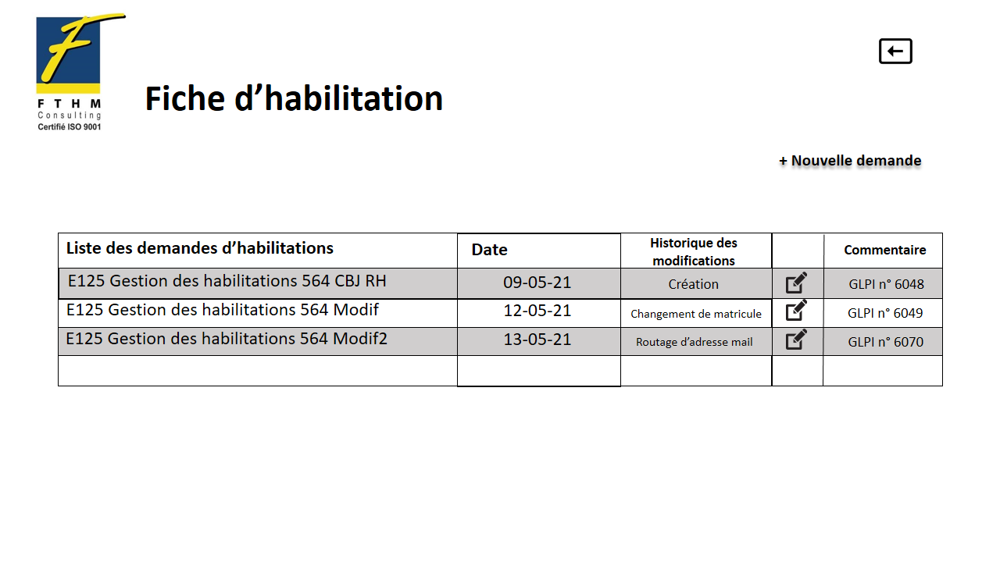 FTHM
Consulting
Certifié ISO 9001
Fiche d’habilitation
+ Nouvelle demande
Liste des demandes d’habilitations
Date
Historique des
modifications
Commentaire
E125 Gestion des habilitations 564 CBJ RH
09-05-21
Création
GLPI n° 6048
E125 Gestion des habilitations 564 Modif
12-05-21
Changement de matricule
GLPI n° 6049
E125 Gestion des habilitations 564 Modif2
13-05-21
Routage d’adresse mail
GLPI n° 6070